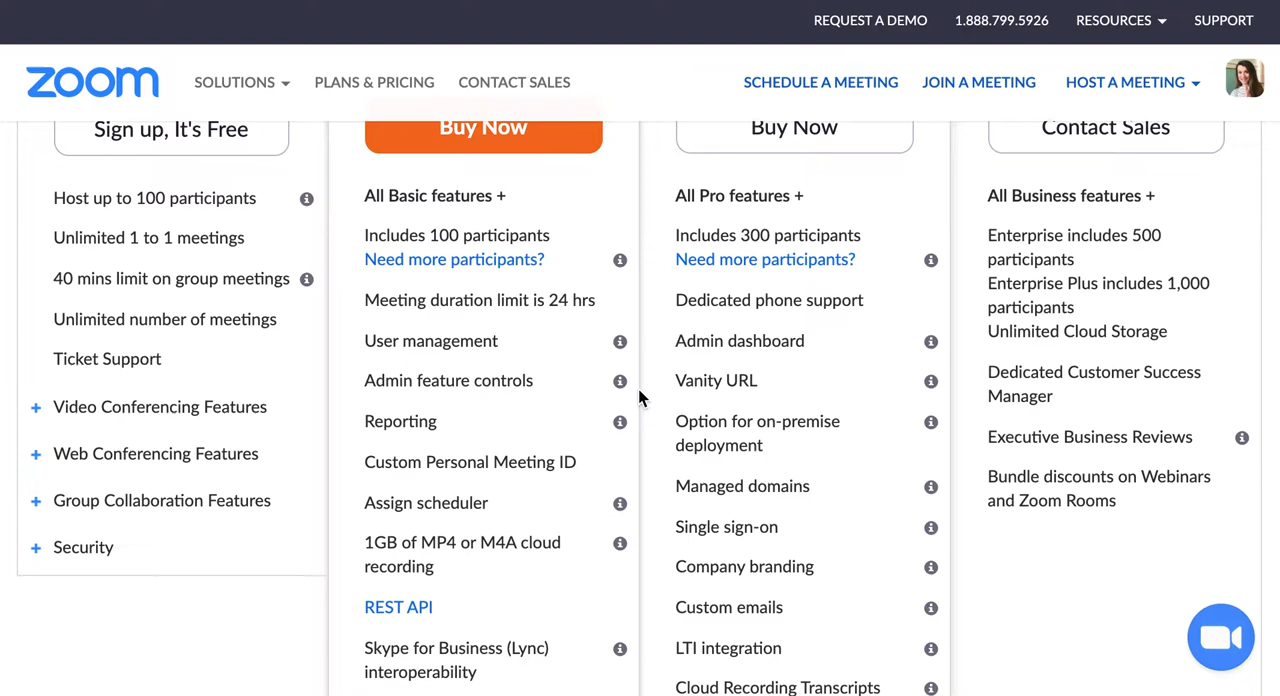 REQUEST A DEMO 1.888.799.5926 RESOURCES SUPPORT
zoom SOLUTIONS PLANS & PRICING CONTACT SALES SCHEDULE A MEETING JOIN A MEETING HOST A MEETING
Sign up, It's Free
Host up to 100 participants
Unlimited 1 to 1 meetings
40 mins limit on group meetings
Unlimited number of meetings
Ticket Support
+ Video Conferencing Features
+ Web Conferencing Features
+ Group Collaboration Features
+ Security
Buy Now
All Basic features +
Includes 100 participants
Need more participants?
Meeting duration limit is 24 hrs
User management
Admin feature controls
Reporting
Custom Personal Meeting ID
Assign scheduler
1GB of MP4 or M4A cloud
recording
REST API
Skype for Business (Lync)
interoperability
Buy Now
All Pro features +
Includes 300 participants
Need more participants?
Dedicated phone support
Admin dashboard
Vanity URL
Option for on-premise
deployment
Managed domains
Single sign-on
Company branding
Custom emails
LTI integration
Cloud Recording Transcripts
Contact Sales
All Business features +
Enterprise includes 500
participants
Enterprise Plus includes 1,000
participants
Unlimited Cloud Storage
Dedicated Customer Success
Manager
Executive Business Reviews
Bundle discounts on Webinars
and Zoom Rooms